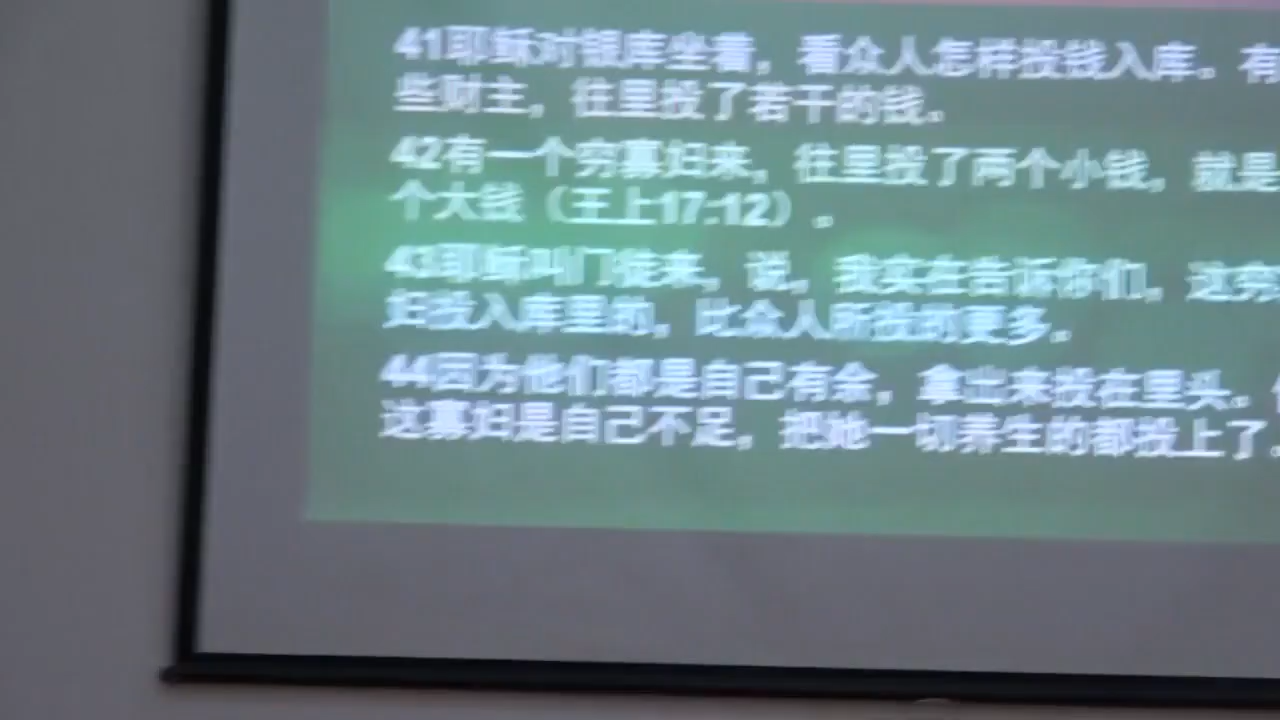 41耶稣对银库坐着，看众人怎样投钱入库。有
些财主，往里投了若干的钱。
42有一个穷寡妇来，往里投了两个小钱，就是
个大钱（王上17:12）。
43耶稣叫门徒来，说，我实在告诉你们，这穷
妇投入库里的，比众人所投的更多。
44因为他们都是自己有余，拿出来投在里头。
这寡妇是自己不足，把她一切养生的都投上了。